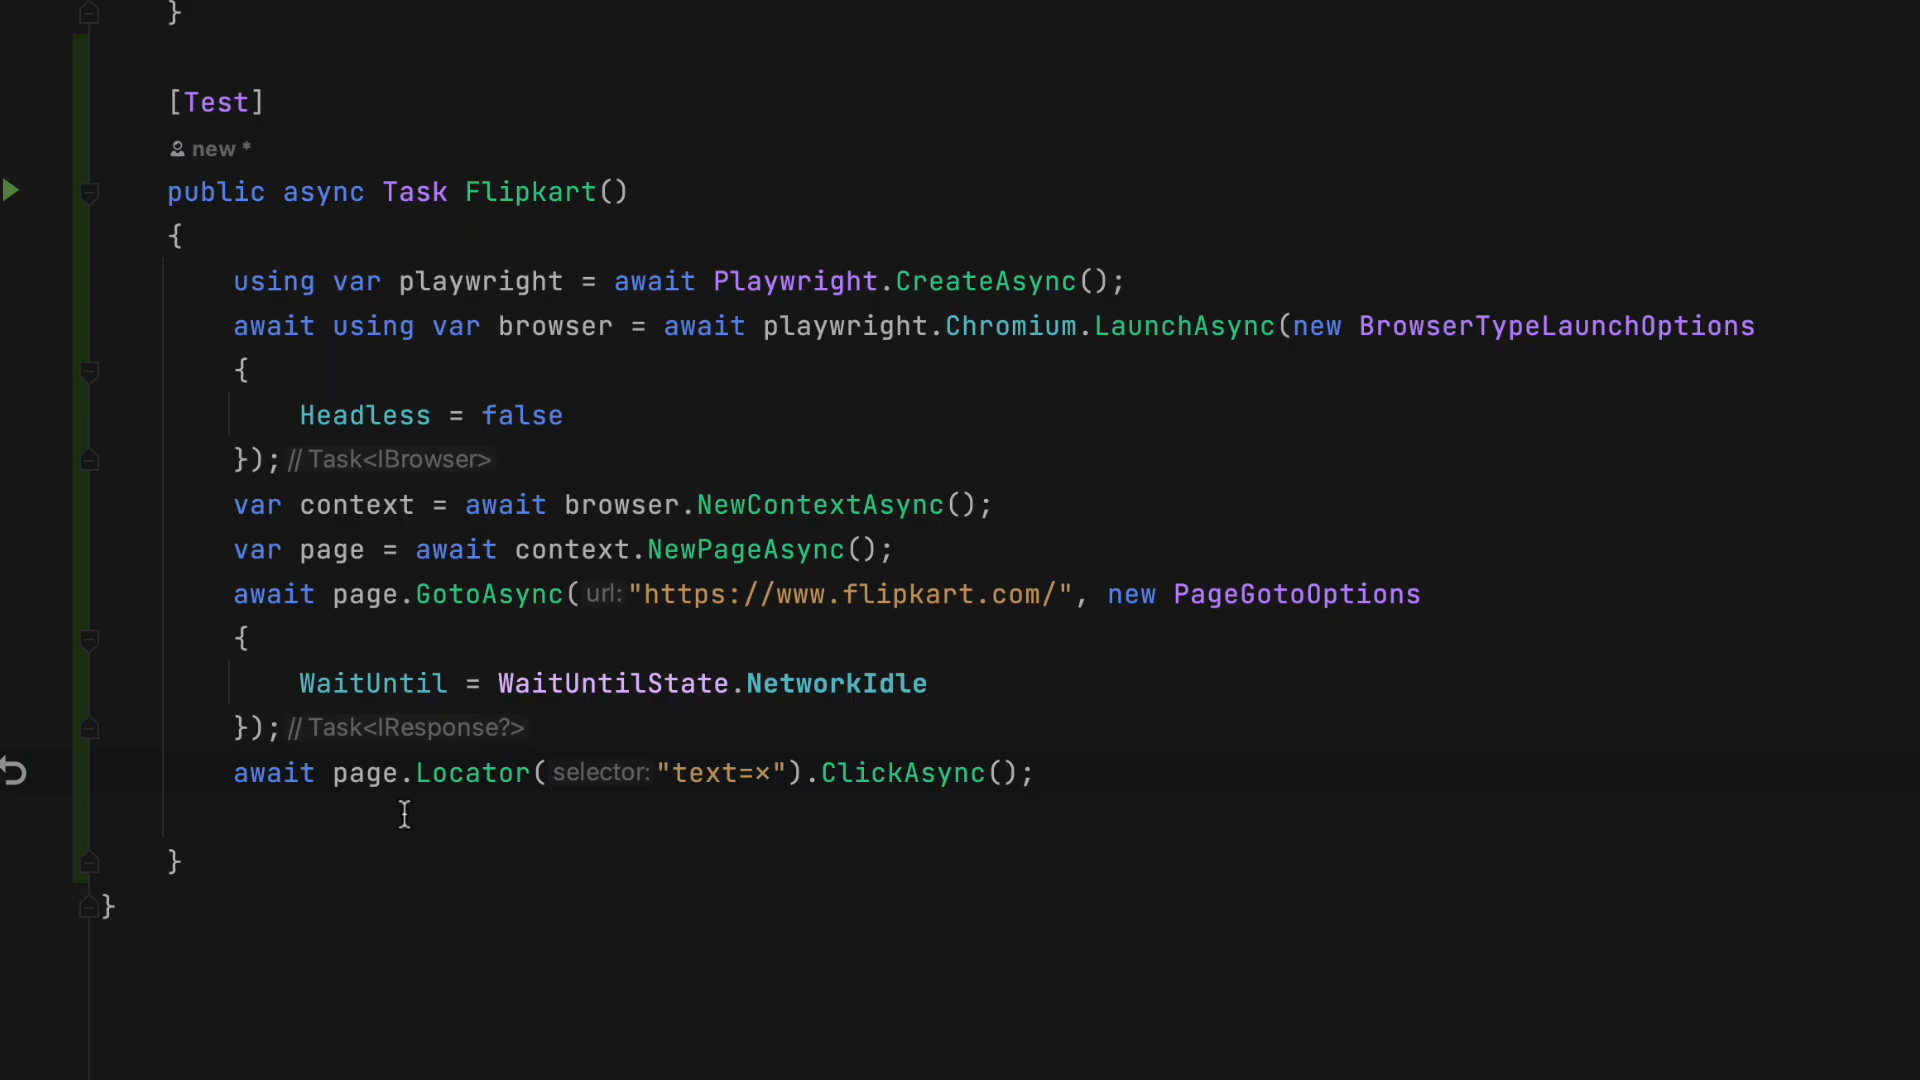 }
[Test]
new *
public async Task Flipkart()
{
using var playwright = await Playwright.CreateAsync();
await using var browser = await playwright.Chromium.LaunchAsync(new BrowserTypeLaunchOptions
{
Headless = false
}); // Task<IBrowser>
var context = await browser.NewContextAsync();
var page = await context.NewPageAsync();
await page.GotoAsync( url: "https://www.flipkart.com/", new PageGotoOptions
{
WaitUntil = WaitUntilState.NetworkIdle
}); // Task<IResponse?>
await page.Locator( selector: "text=×").ClickAsync();
}
}